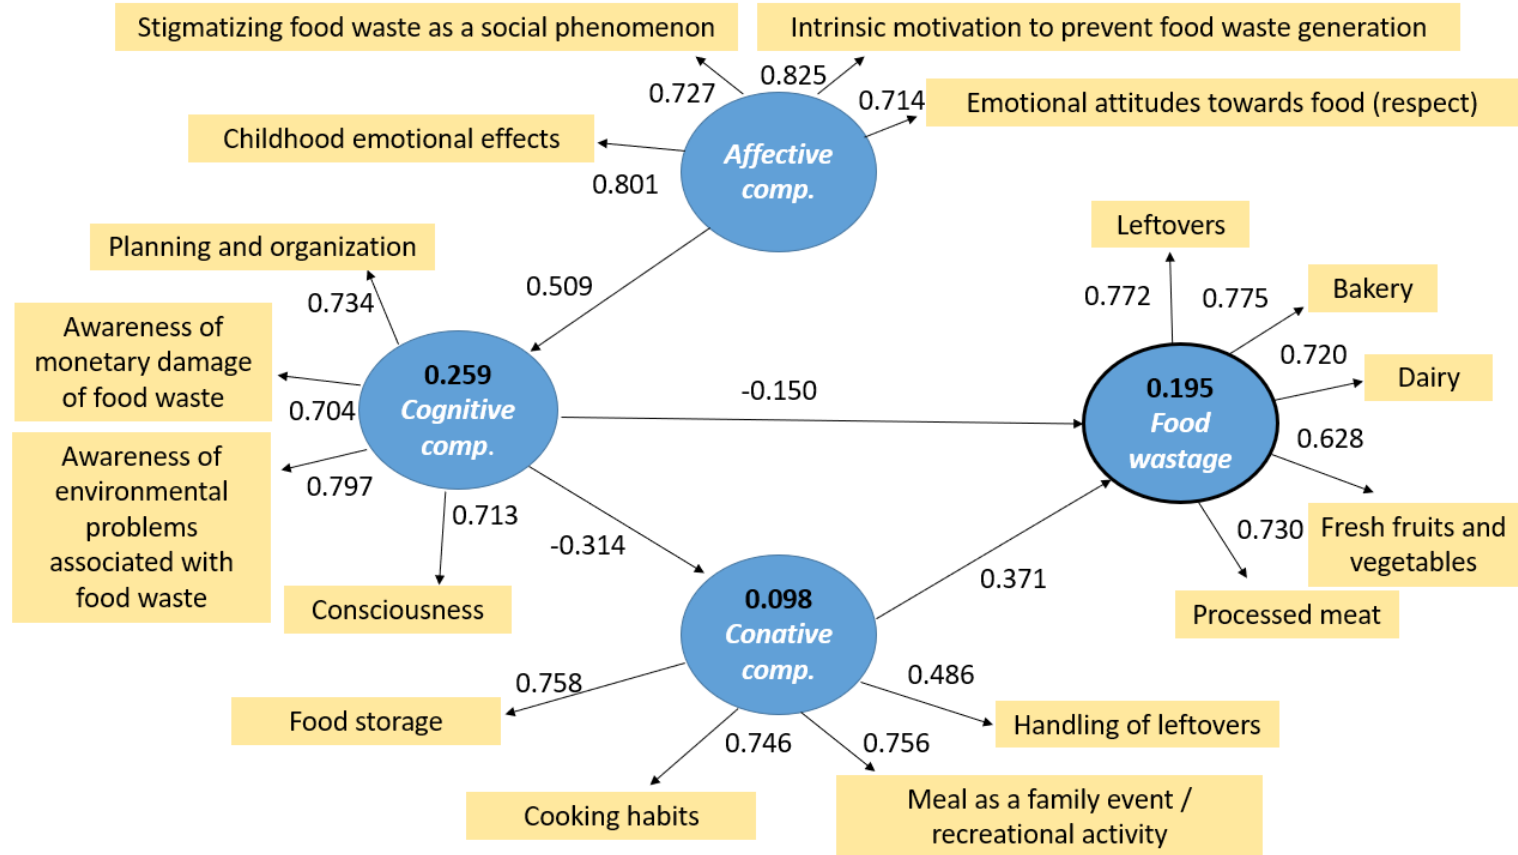 Stigmatizing food waste as a social phenomenon
Intrinsic motivation to prevent food waste generation
0.727
0.825
0.714
Emotional attitudes towards food (respect)
Childhood emotional effects
0.801
Affective
comp.
Planning and organization
0.734
0.509
Leftovers
0.772
0.775
Bakery
Awareness of
monetary damage
of food waste
0.704
0.259
Cognitive
comp.
-0.150
0.195
Food
wastage
0.720
Dairy
0.628
Awareness of
environmental
problems
associated with
food waste
0.797
0.713
Consciousness
-0.314
0.371
0.730
Fresh fruits and
vegetables
Processed meat
0.098
Conative
comp.
0.758
Food storage
0.746
Cooking habits
0.756
Meal as a family event /
recreational activity
0.486
Handling of leftovers